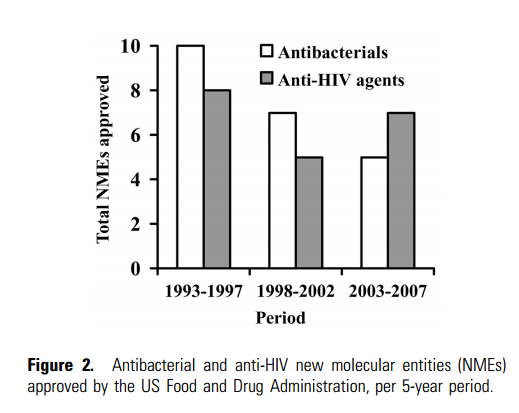 10
Antibacterials
Anti-HIV agents
8
6
4
2
0
Total NMEs approved
1993-1997 1998-2002 2003-2007
Period
Figure 2. Antibacterial and anti-HIV new molecular entities (NMEs)
approved by the US Food and Drug Administration, per 5-year period.